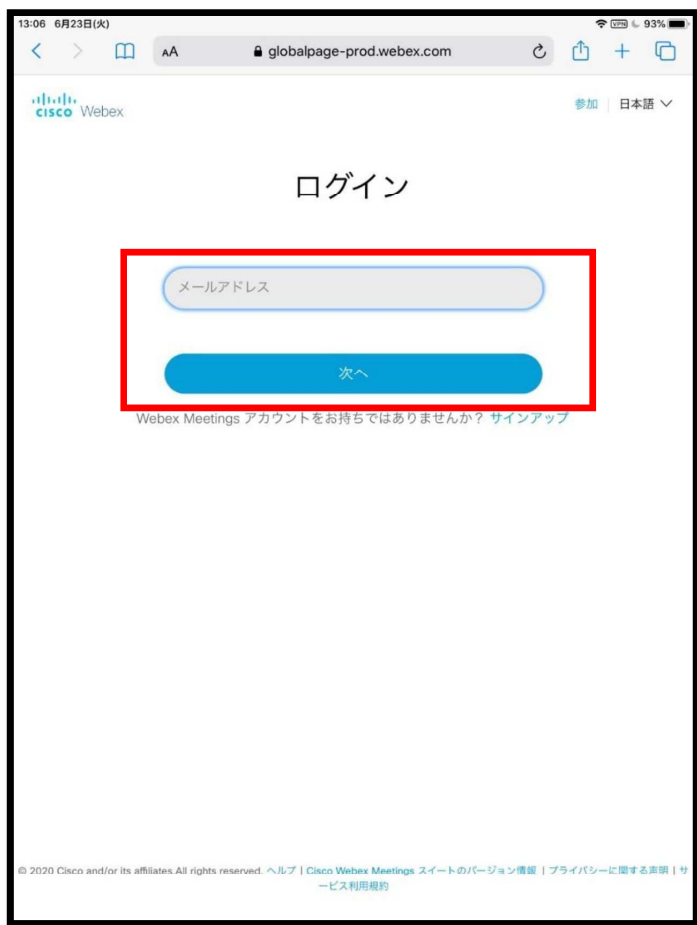 13:06 6月23日(火)
VPN 93%
AA globalpage-prod.webex.com
CISCO Webex
参加 日本語
ログイン
メールアドレス
次へ
Webex Meetings アカウントをお持ちではありませんか? サインアップ
© 2020 Cisco and/or its affiliates.All rights reserved. ヘルプ | Cisco Webex Meetings スイートのバージョン情報 | プライバシーに関する声明 | サ
ービス利用規約